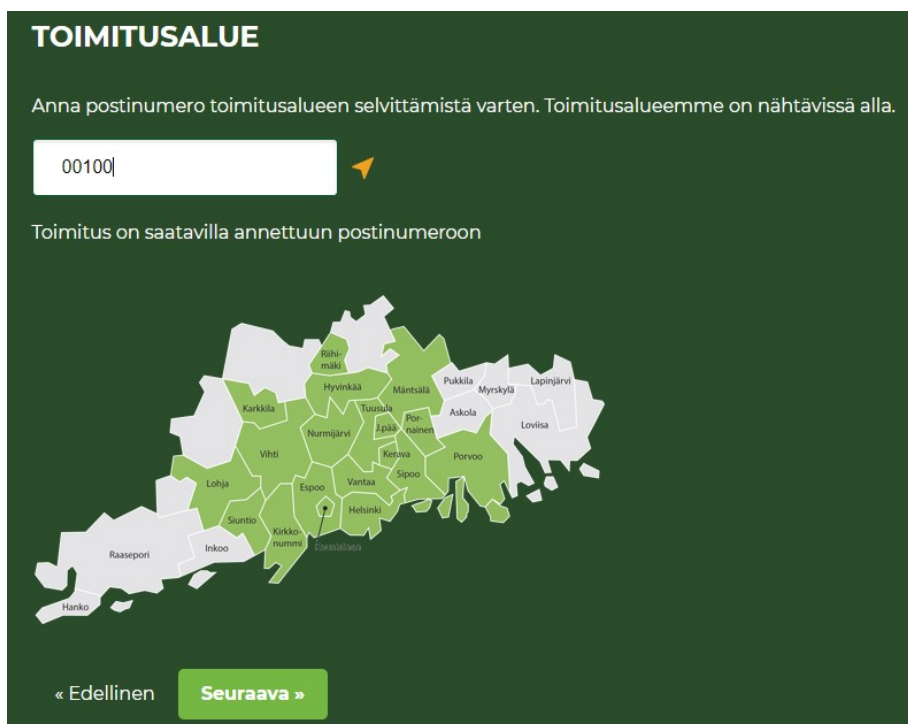 TOIMITUSALUE
Anna postinumero toimitusalueen selvittämistä varten. Toimitusalueemme on nähtävissä alla.
00100
Toimitus on saatavilla annettuun postinumeroon
Riihi-
mäki
Hyvinkää
Mäntsälä
Pukkila
Myrskylä
Lapinjärvi
Karkkila
Tuusula
Askola
Nurmijärvi
J.pää
Por-
nainen
Loviisa
Vihti
Kerava
Porvoo
Sipoo
Lohja
Espoo
Vantaa
Siuntio
Helsinki
Kirkko-
nummi
Kauniainen
Raasepori
Inkoo
Hanko
« Edellinen
Seuraava »